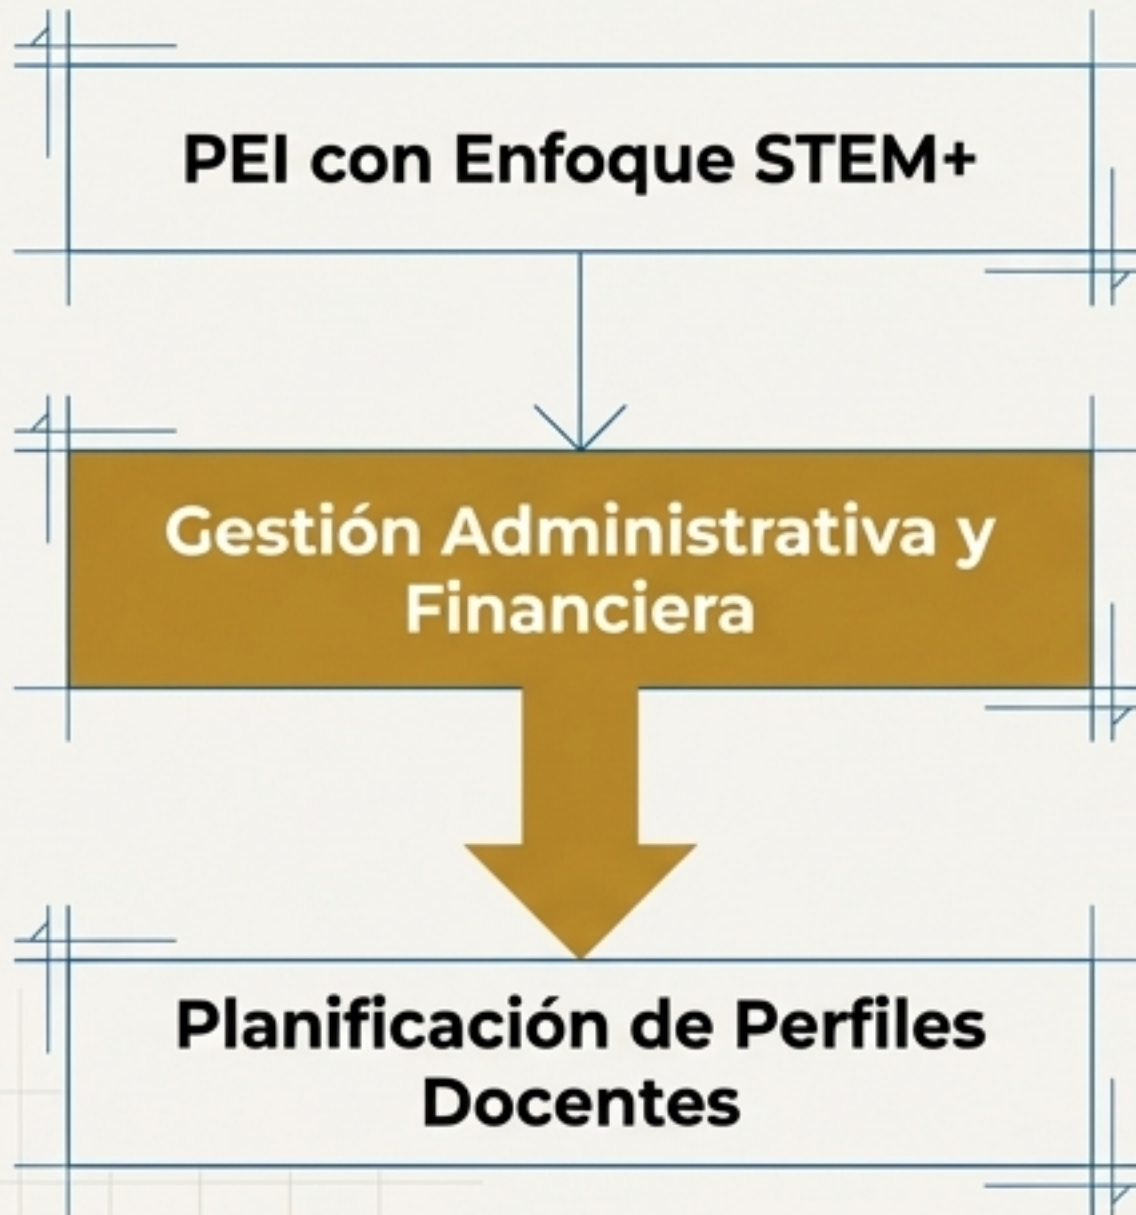 PEI con Enfoque STEM+
Gestión Administrativa y
Financiera
Planificación de Perfiles
Docentes